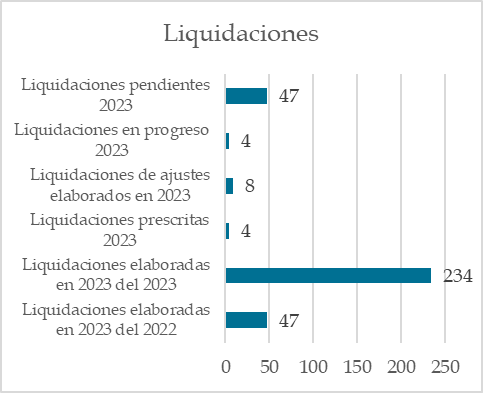 Liquidaciones
Liquidaciones pendientes
2023
47
Liquidaciones en progreso
2023
4
Liquidaciones de ajustes
elaborados en 2023
8
Liquidaciones prescritas
2023
4
Liquidaciones elaboradas
en 2023 del 2023
234
Liquidaciones elaboradas
en 2023 del 2022
47
0 50 100 150 200 250